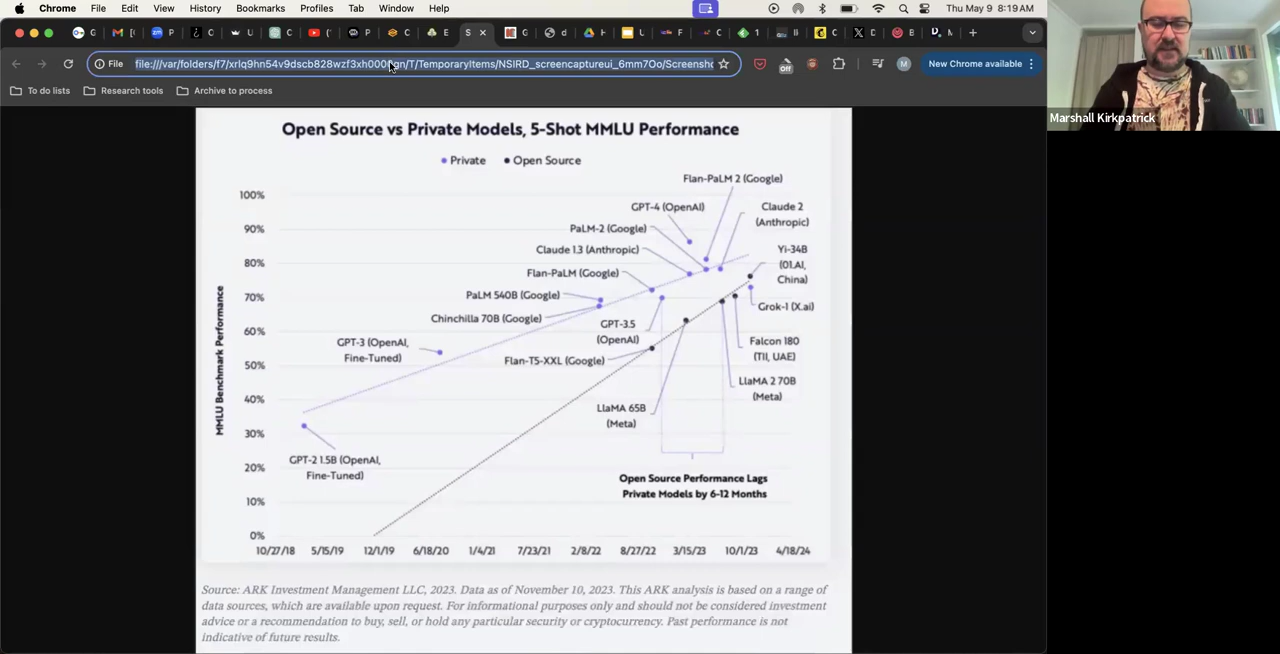 Chrome File Edit View History Bookmarks Profiles Tab Window Help Thu May 9 8:19 AM
File file:///var/folders/f7/xrlq9hn54v9dscb828wzf3xh0000gn/T/TemporaryItems/NSIRD_screencaptureui_6mm7Oo/Screensho
Off
M
New Chrome available
To do lists Research tools Archive to process
Marshall Kirkpatrick
Open Source vs Private Models, 5-Shot MMLU Performance
Private Open Source
Flan-PaLM 2 (Google)
100%
GPT-4 (OpenAI)
Claude 2
(Anthropic)
90%
PaLM-2 (Google)
Claude 1.3 (Anthropic)
Yi-34B
(01.AI,
China)
80%
Flan-PaLM (Google)
PaLM 540B (Google)
70%
Grok-1 (X.ai)
Chinchilla 70B (Google)
GPT-3.5
(OpenAI)
60%
GPT-3 (OpenAI,
Fine-Tuned)
Falcon 180
(TII, UAE)
Flan-T5-XXL (Google)
50%
LlaMA 2 70B
(Meta)
40%
LlaMA 65B
(Meta)
30%
GPT-2 1.5B (OpenAI,
Fine-Tuned)
20%
Open Source Performance Lags
Private Models by 6-12 Months
10%
0%
MMLU Benchmark Performance
10/27/18 5/15/19 12/1/19 6/18/20 1/4/21 7/23/21 2/8/22 8/27/22 3/15/23 10/1/23 4/18/24
Source: ARK Investment Management LLC, 2023. Data as of November 10, 2023. This ARK analysis is based on a range of
data sources, which are available upon request. For informational purposes only and should not be considered investment
advice or a recommendation to buy, sell, or hold any particular security or cryptocurrency. Past performance is not
indicative of future results.